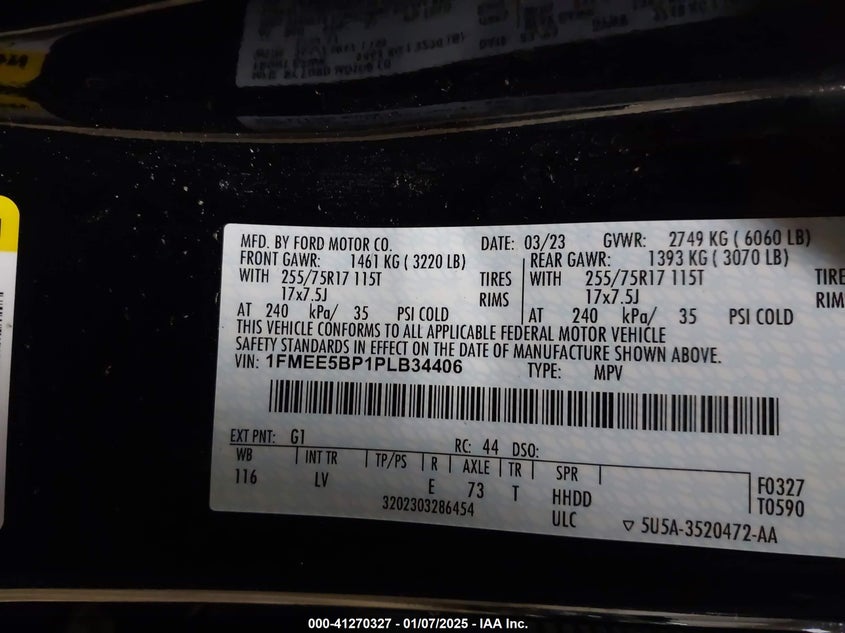 MFD. BY FORD MOTOR CO. DATE: 03/23 GVWR: 2749 KG ( 6060 LB)
FRONT GAWR: 1461 KG ( 3220 LB) REAR GAWR: 1393 KG ( 3070 LB)
WITH 255/75R17 115T TIRES WITH 255/75R17 115T TIRE
17x7.5J RIMS 17x7.5J RIMS
AT 240 kPa/ 35 PSI COLD AT 240 kPa/ 35 PSI COLD
THIS VEHICLE CONFORMS TO ALL APPLICABLE FEDERAL MOTOR VEHICLE
SAFETY STANDARDS IN EFFECT ON THE DATE OF MANUFACTURE SHOWN ABOVE.
VIN: 1FMEE5BP1PLB34406 TYPE: MPV
EXT PNT: G1 RC: 44 DSO:
WB INT TR TP/PS R AXLE TR SPR
116 LV E 73 T HHDD F0327
3202303286454 ULC T0590
5U5A-3520472-AA
000-41270327 - 01/07/2025 - IAA Inc.